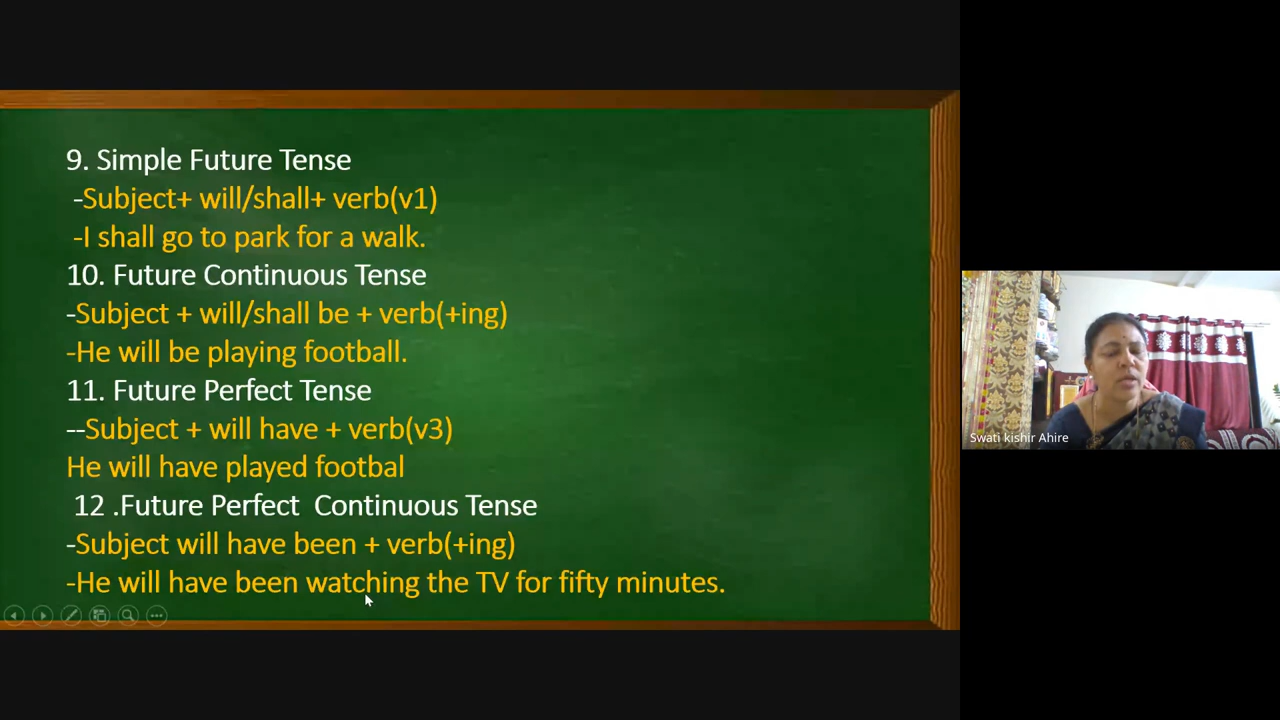 9. Simple Future Tense
-Subject+ will/shall+ verb(v1)
-I shall go to park for a walk.
10. Future Continuous Tense
-Subject + will/shall be + verb(+ing)
-He will be playing football.
11. Future Perfect Tense
--Subject + will have + verb(v3)
He will have played footbal
12 .Future Perfect  Continuous Tense
-Subject will have been + verb(+ing)
-He will have been watching the TV for fifty minutes.
Swati kishir Ahire